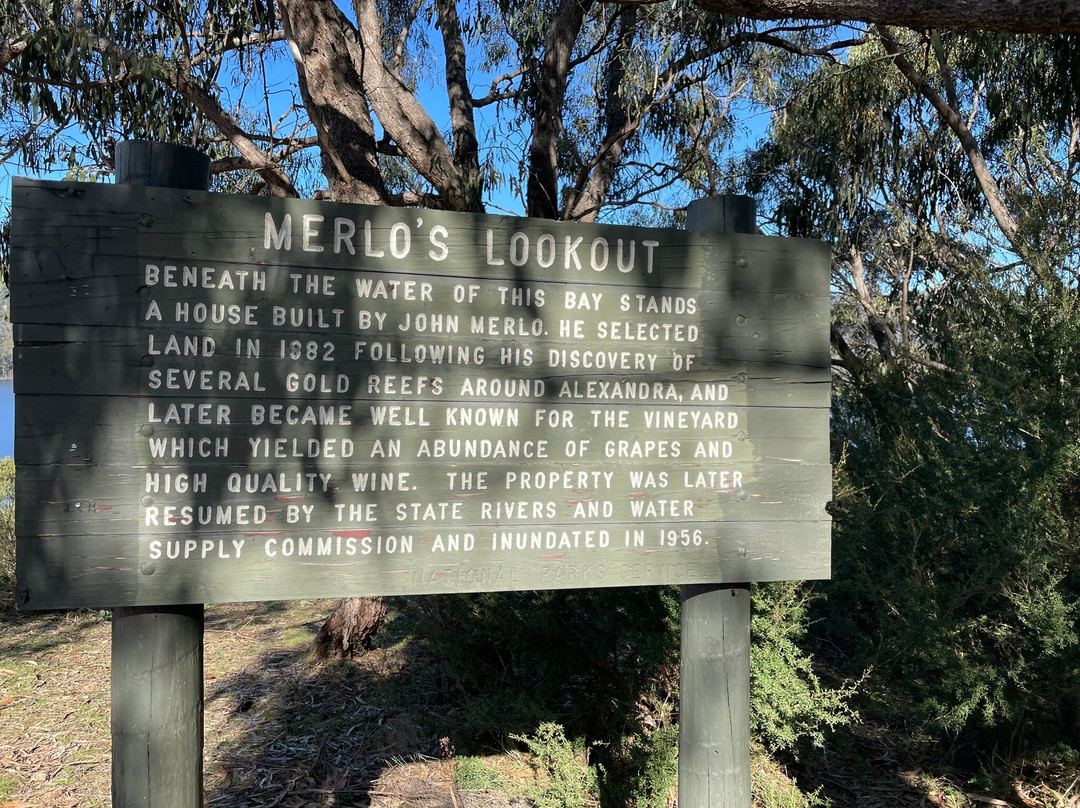 MERLO'S LOOKOUT
BENEATH THE WATER OF THIS BAY STANDS
A HOUSE BUILT BY JOHN MERLO. HE SELECTED
LAND IN 1882 FOLLOWING HIS DISCOVERY OF
SEVERAL GOLD REEFS AROUND ALEXANDRA, AND
LATER BECAME WELL KNOWN FOR THE VINEYARD
WHICH YIELDED AN ABUNDANCE OF GRAPES AND
HIGH QUALITY WINE. THE PROPERTY WAS LATER
RESUMED BY THE STATE RIVERS AND WATER
SUPPLY COMMISSION AND INUNDATED IN 1956.
NATIONAL PARKS SERVICE